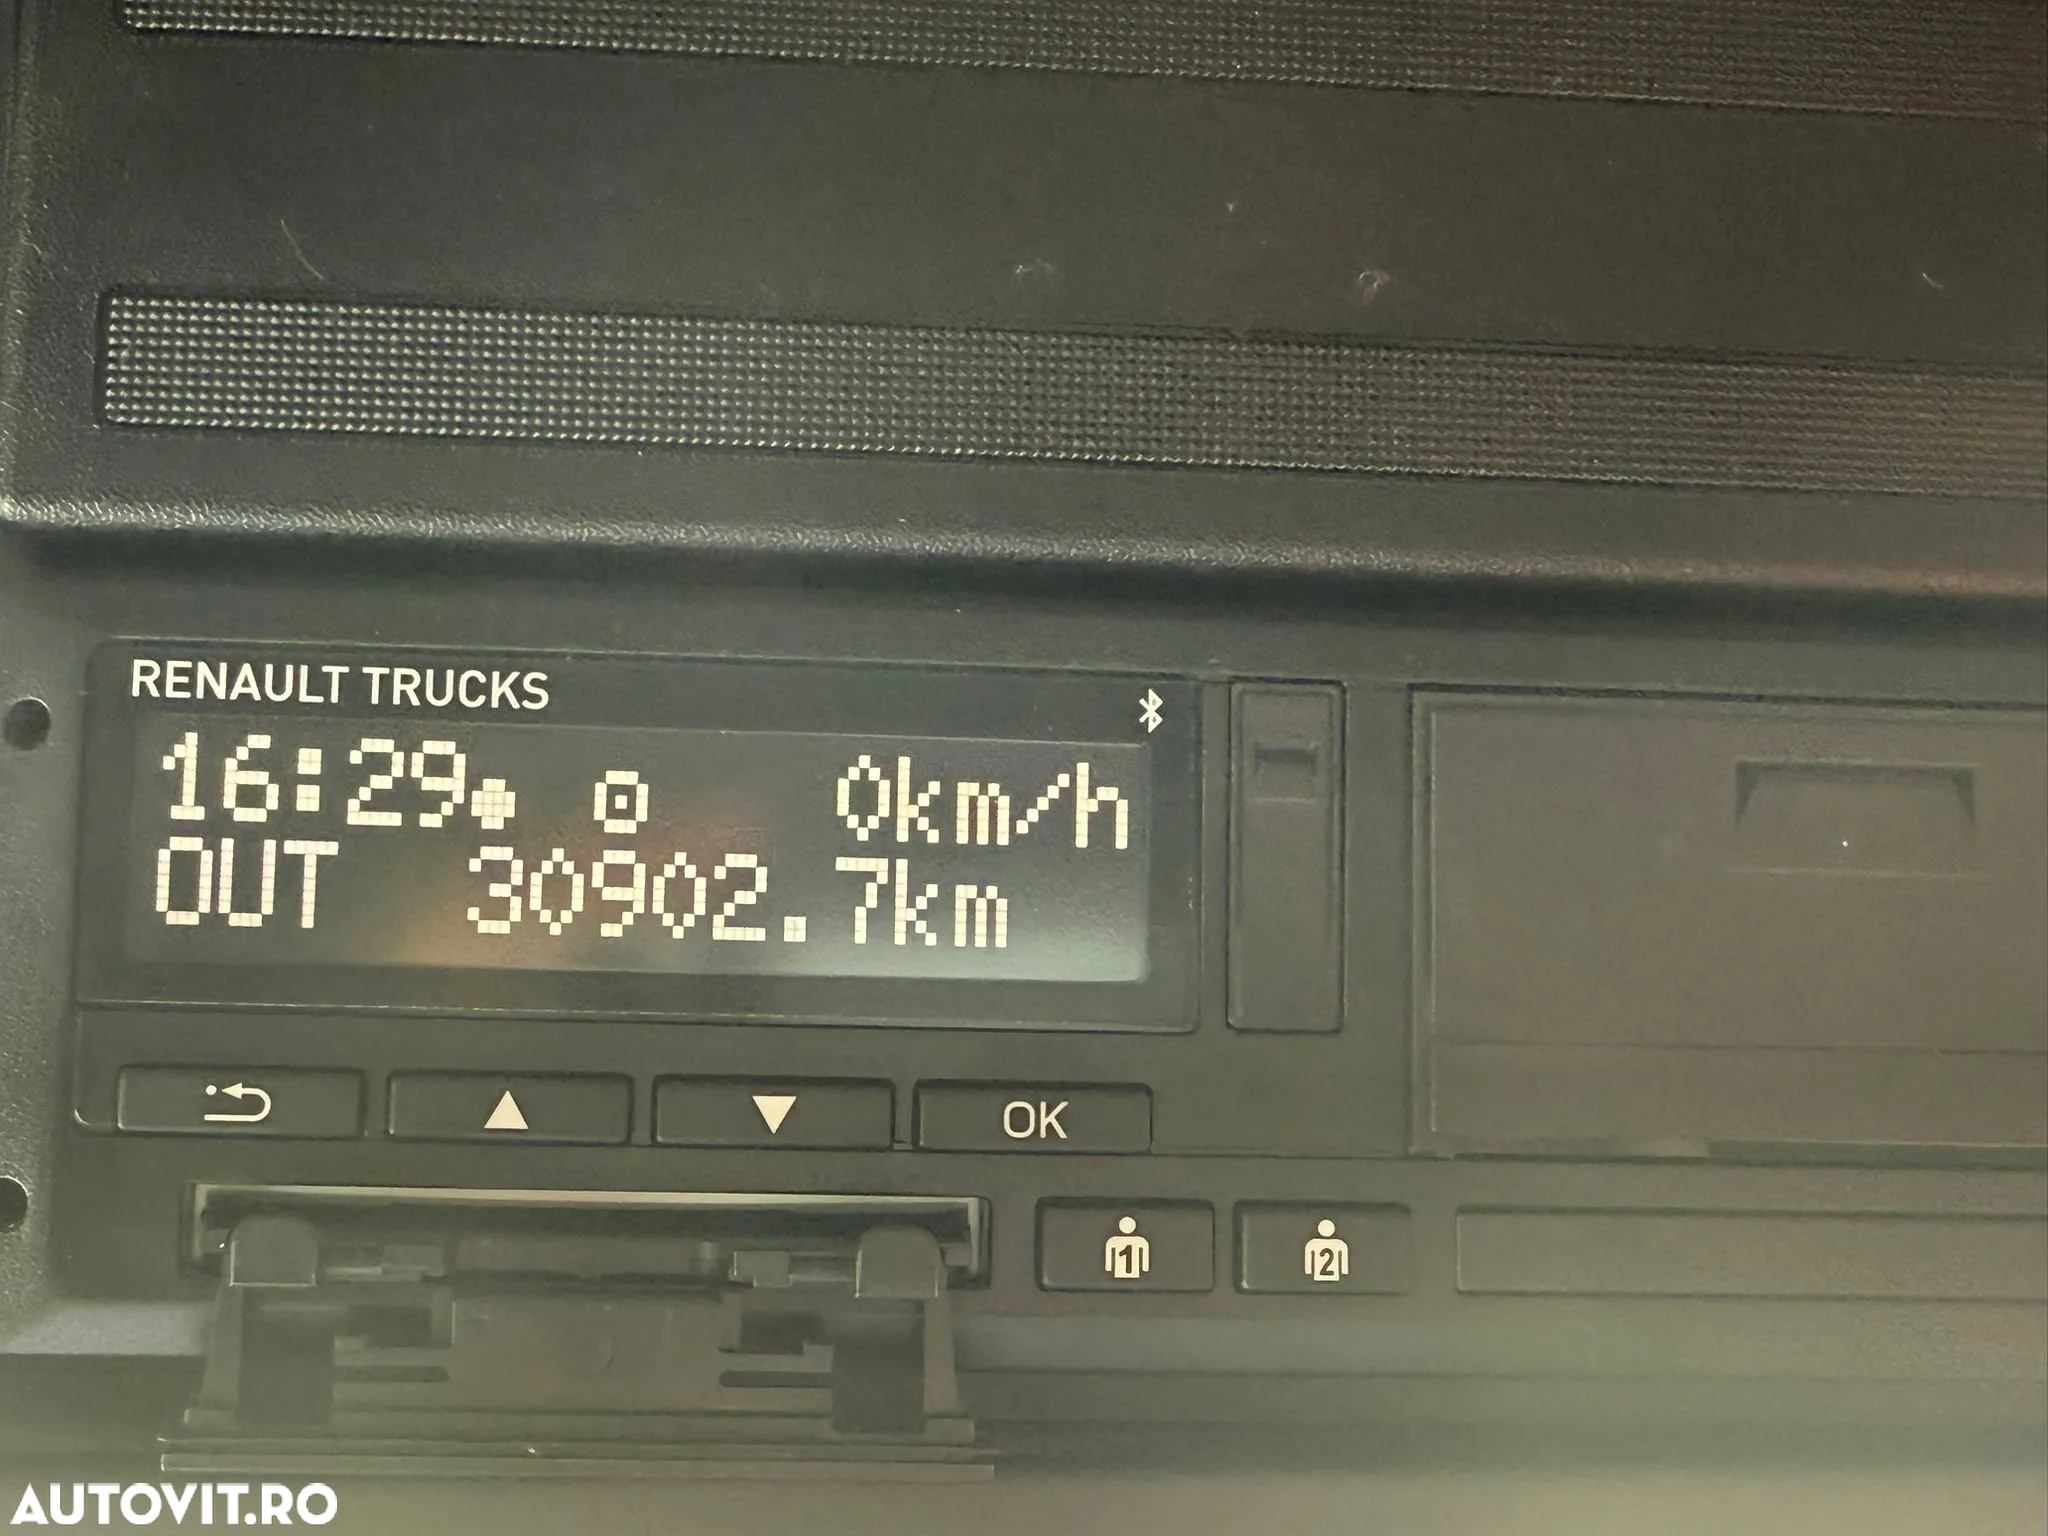 RENAULT TRUCKS
16:29 0km/h
OUT 30902.7km
OK
1 2
AUTOVIT.RO